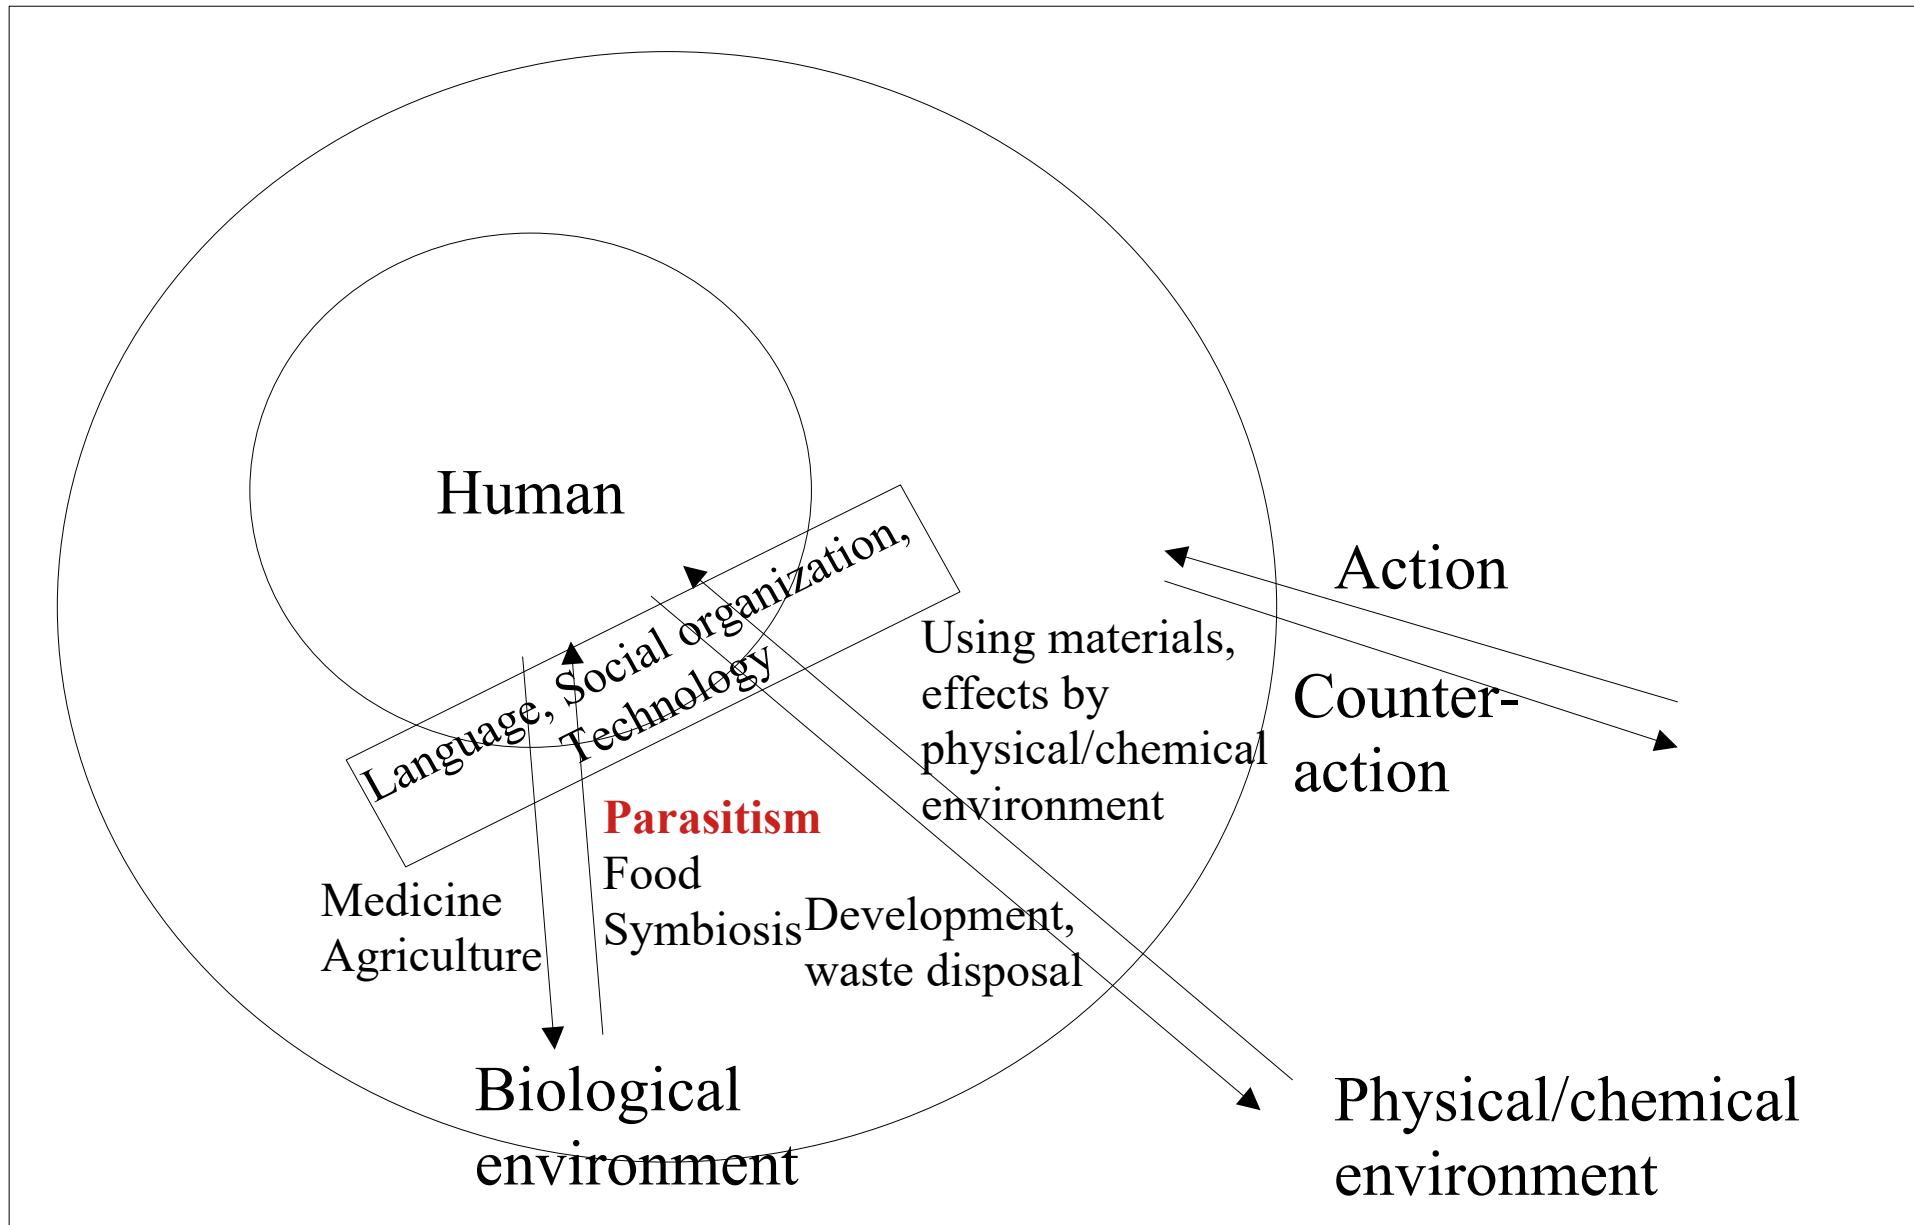 Human
Language, Social organization,
Technology
Action
Counter-
action
Using materials,
effects by
physical/chemical
environment
Parasitism
Food
Symbiosis
Medicine
Agriculture
Development,
waste disposal
Biological
environment
Physical/chemical
environment